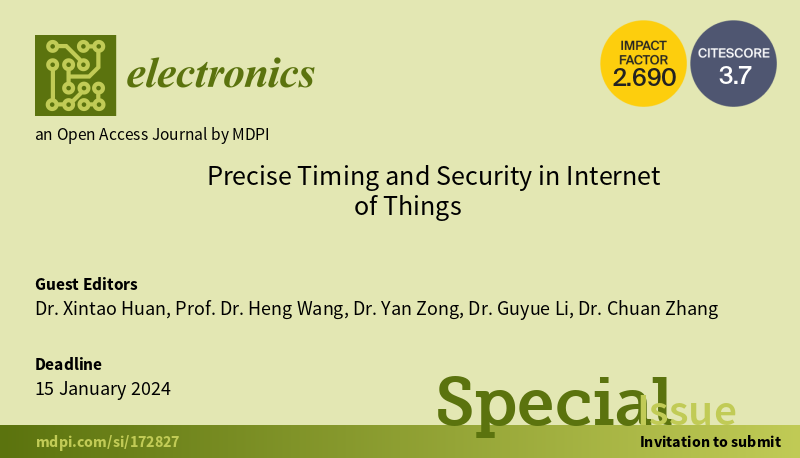 electronics
IMPACT
FACTOR
2.690
CITESCORE
3.7
an Open Access Journal by MDPI
Precise Timing and Security in Internet
of Things
Guest Editors
Dr. Xintao Huan, Prof. Dr. Heng Wang, Dr. Yan Zong, Dr. Guyue Li, Dr. Chuan Zhang
Deadline
15 January 2024
Special Issue
mdpi.com/si/172827
Invitation to submit